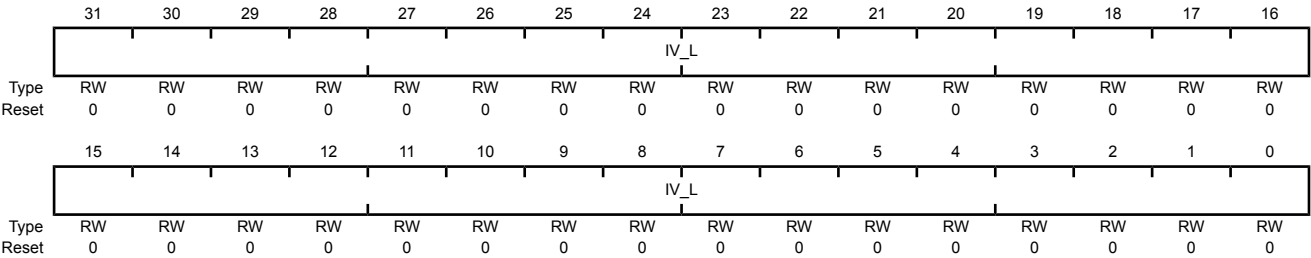 31 30 29 28 27 26 25 24 23 22 21 20 19 18 17 16
IV_L
Type RW RW RW RW RW RW RW RW RW RW RW RW RW RW RW RW
Reset 0 0 0 0 0 0 0 0 0 0 0 0 0 0 0 0
15 14 13 12 11 10 9 8 7 6 5 4 3 2 1 0
IV_L
Type RW RW RW RW RW RW RW RW RW RW RW RW RW RW RW RW
Reset 0 0 0 0 0 0 0 0 0 0 0 0 0 0 0 0